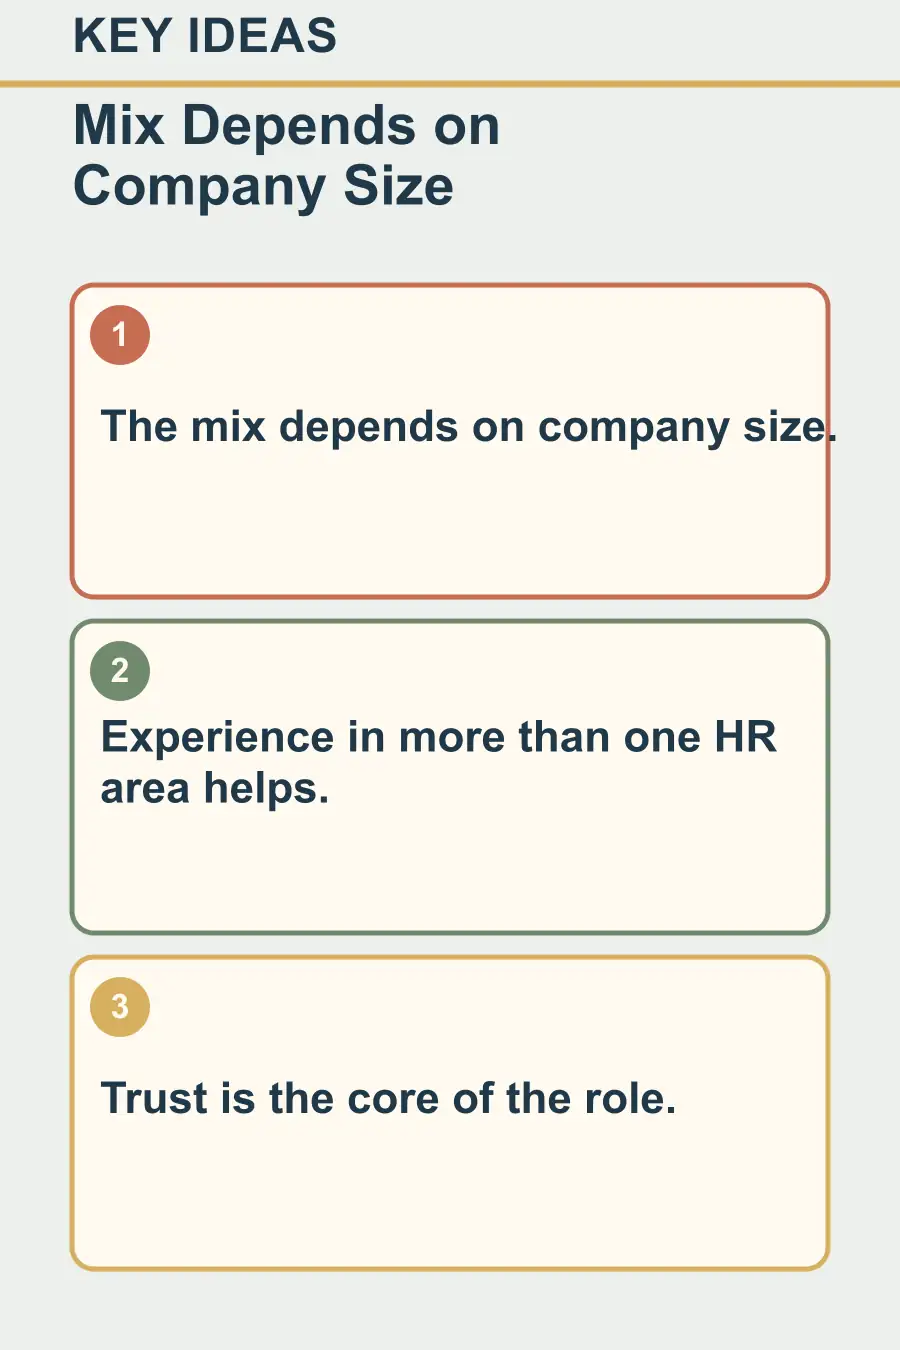 KEY IDEAS
Mix Depends on
Company Size
1
The mix depends on company size.
2
Experience in more than one HR
area helps.
3
Trust is the core of the role.